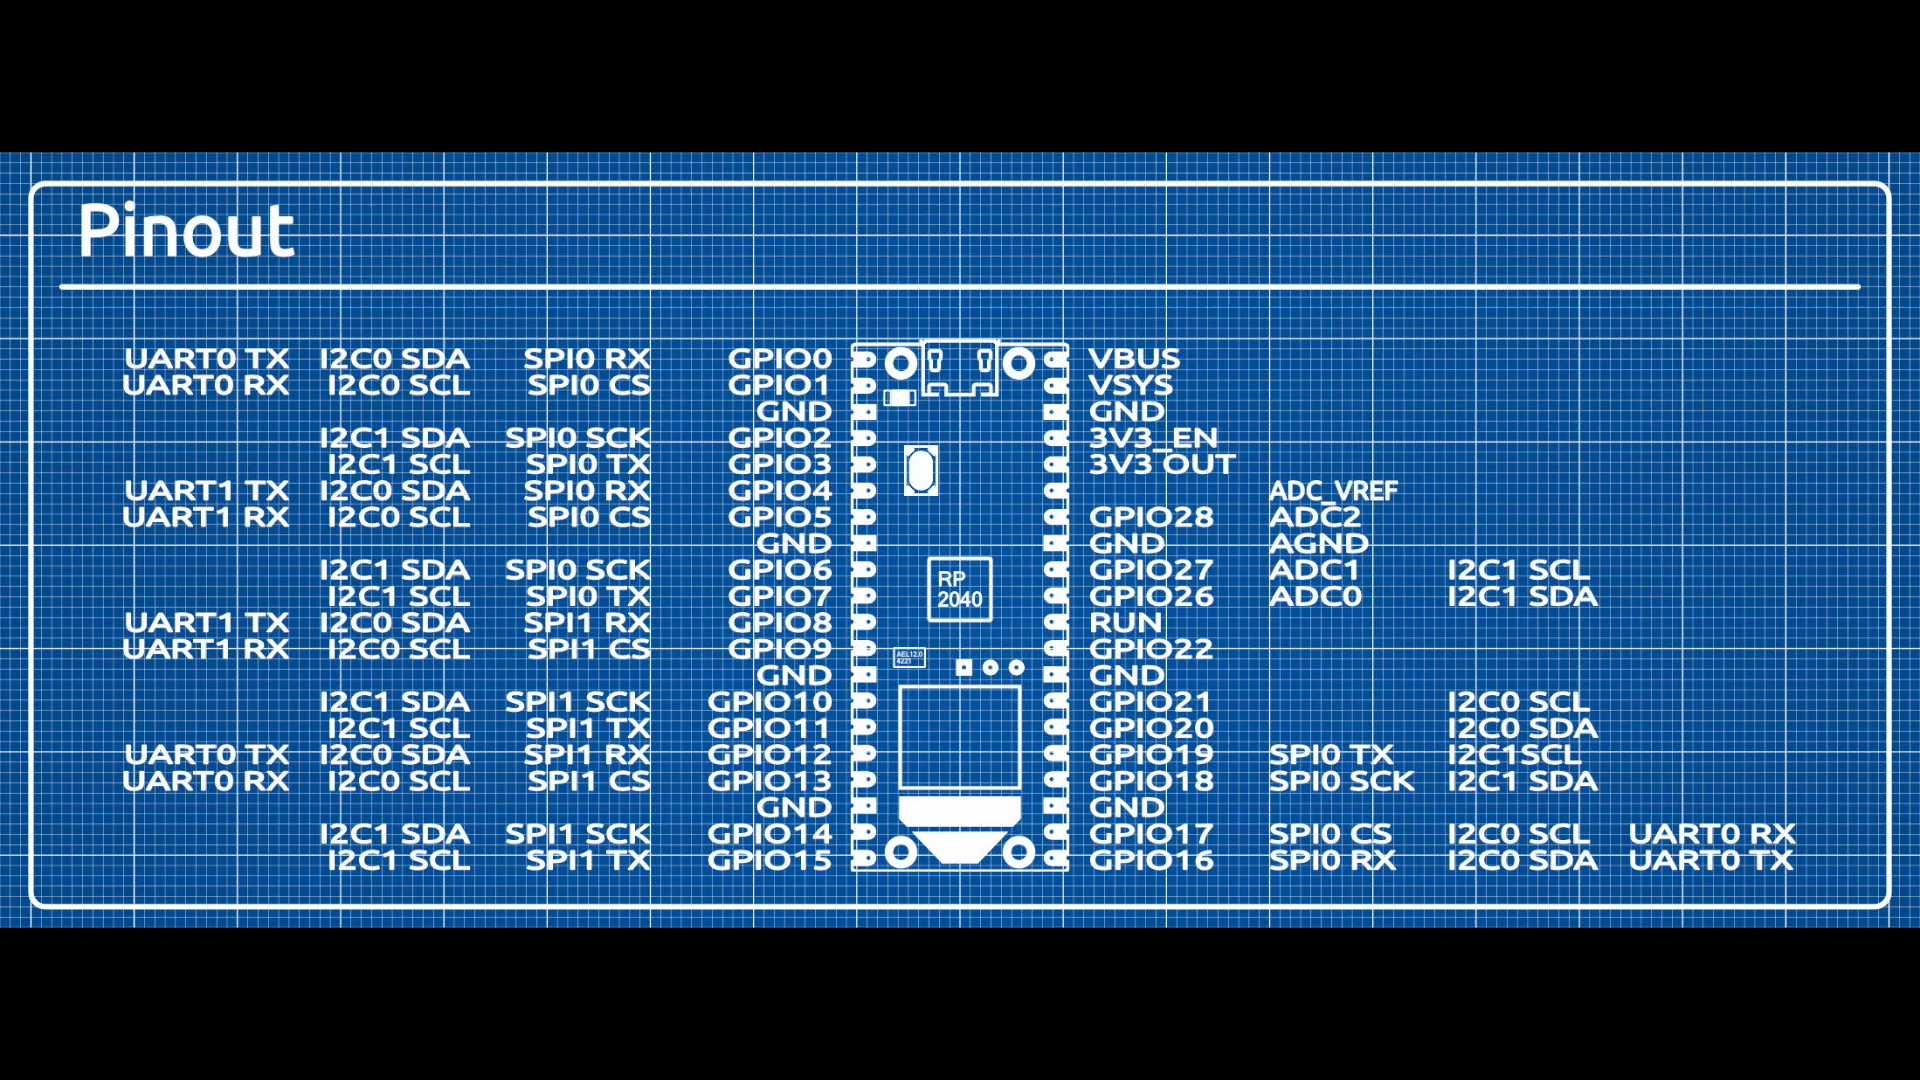 Pinout
UART0 TX I2C0 SDA SPI0 RX GPIO0 VBUS
UART0 RX I2C0 SCL SPI0 CS GPIO1 VSYS
GND GND
I2C1 SDA SPI0 SCK GPIO2 3V3_EN
I2C1 SCL SPI0 TX GPIO3 3V3 OUT
UART1 TX I2C0 SDA SPI0 RX GPIO4 ADC_VREF
UART1 RX I2C0 SCL SPI0 CS GPIO5 GPIO28 ADC2
GND GND AGND
I2C1 SDA SPI0 SCK GPIO6 GPIO27 ADC1 I2C1 SCL
RP
2040
I2C1 SCL SPI0 TX GPIO7 GPIO26 ADC0 I2C1 SDA
UART1 TX I2C0 SDA SPI1 RX GPIO8 RUN
UART1 RX I2C0 SCL SPI1 CS GPIO9 GPIO22
AEL12.0
4221
GND GND
I2C1 SDA SPI1 SCK GPIO10 GPIO21 I2C0 SCL
I2C1 SCL SPI1 TX GPIO11 GPIO20 I2C0 SDA
UART0 TX I2C0 SDA SPI1 RX GPIO12 GPIO19 SPI0 TX I2C1SCL
UART0 RX I2C0 SCL SPI1 CS GPIO13 GPIO18 SPI0 SCK I2C1 SDA
GND GND
I2C1 SDA SPI1 SCK GPIO14 GPIO17 SPI0 CS I2C0 SCL UART0 RX
I2C1 SCL SPI1 TX GPIO15 GPIO16 SPI0 RX I2C0 SDA UART0 TX